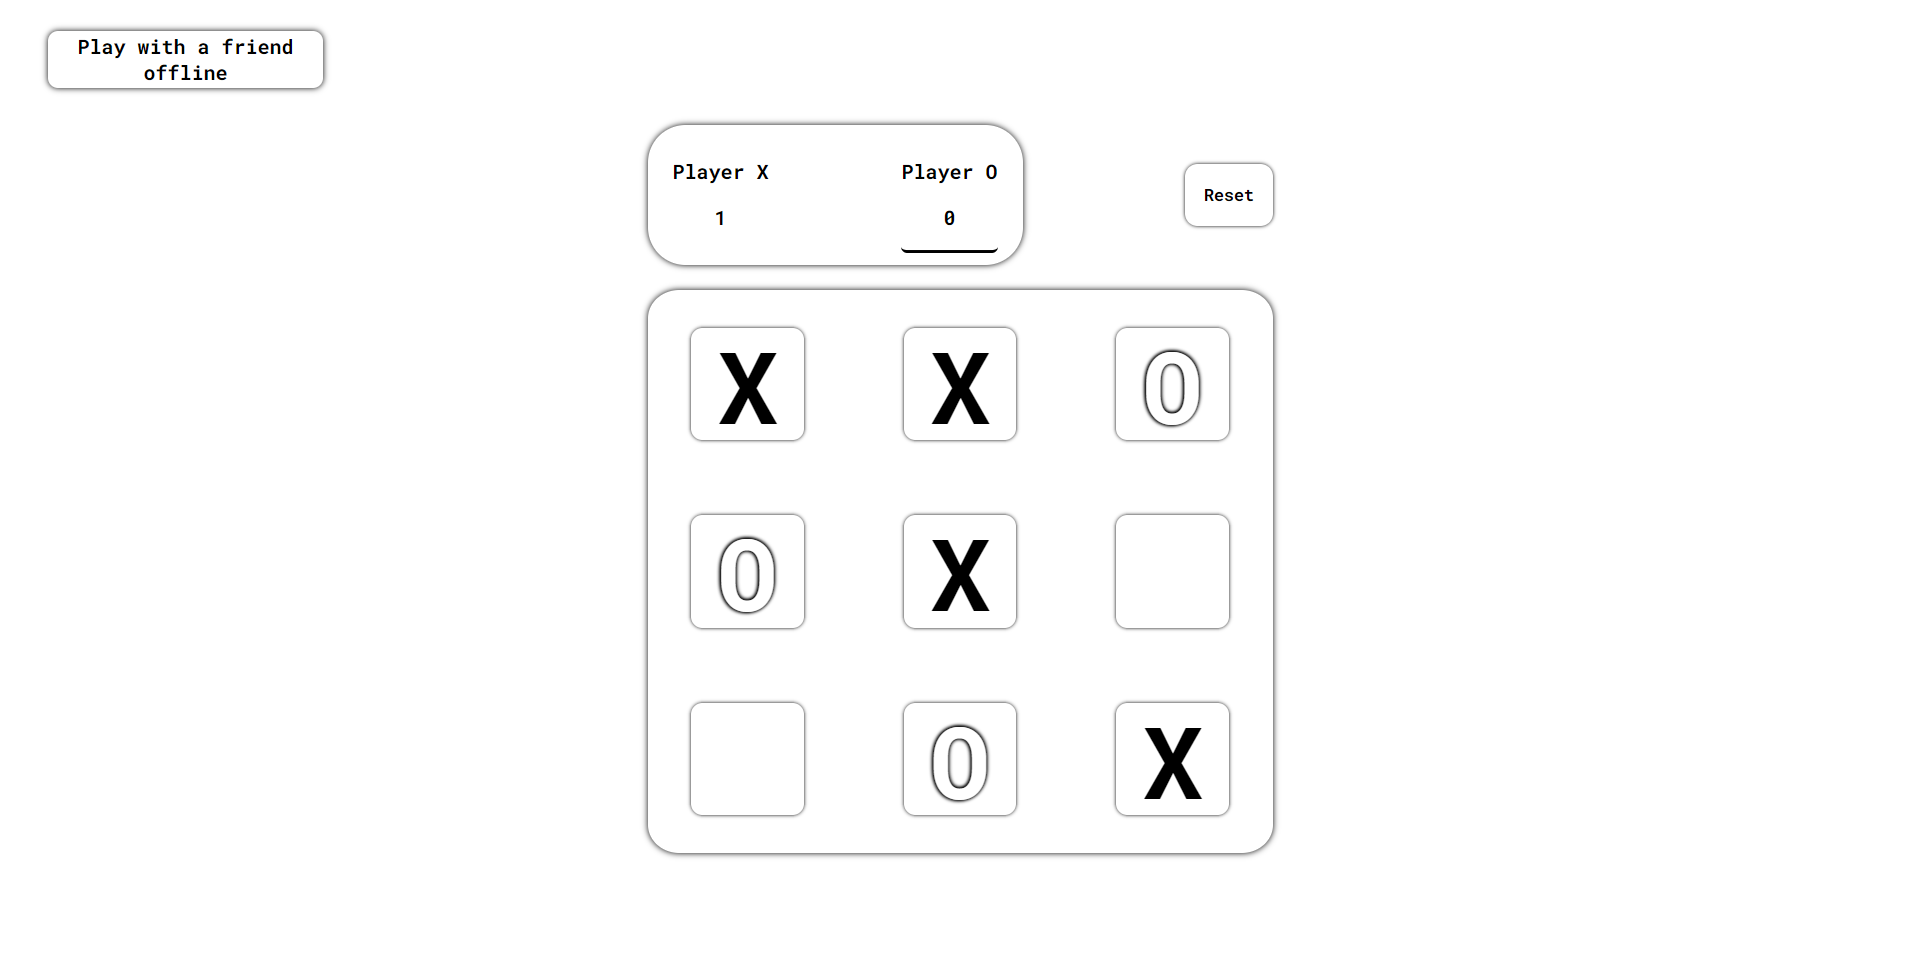 Play with a friend
offline
Player X
Player O
1
0
Reset
X X O
O X
O X